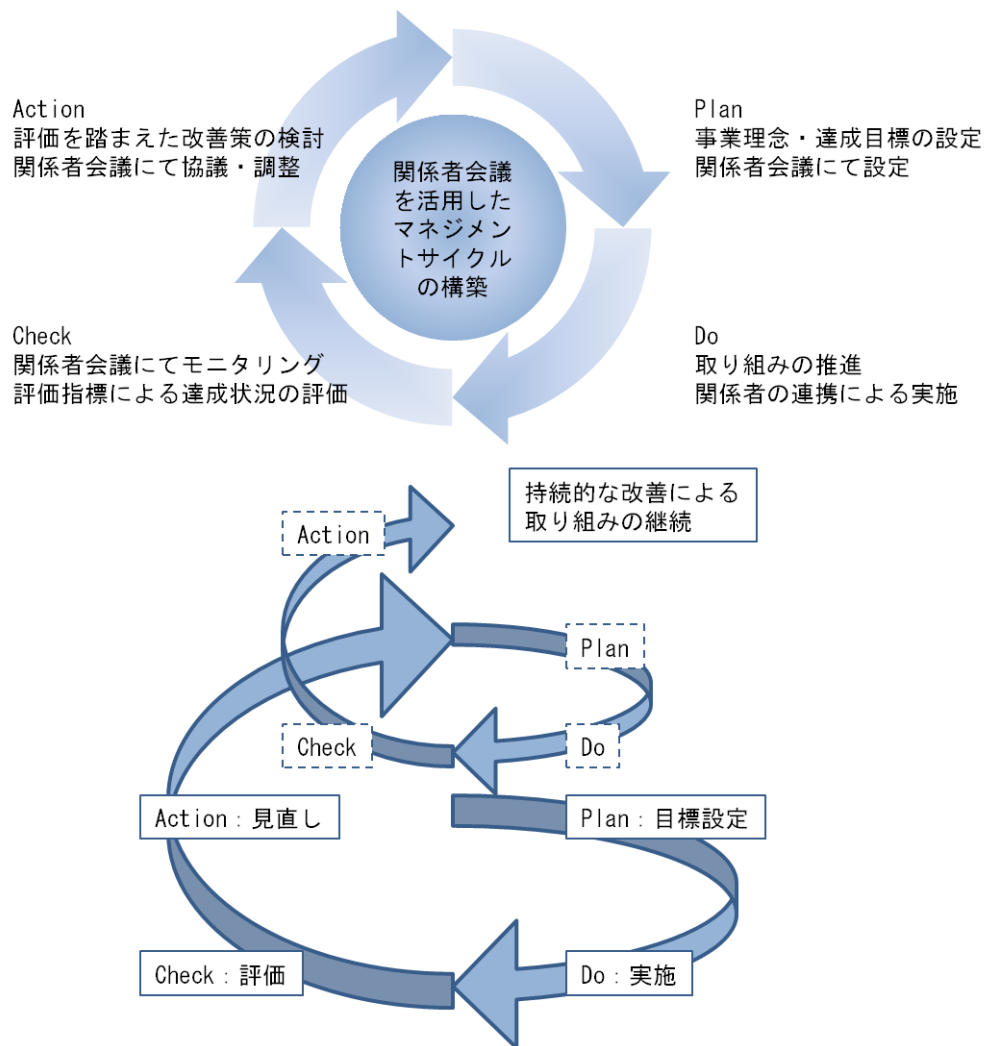 Action
評価を踏まえた改善策の検討
関係者会議にて協議・調整
Plan
事業理念・達成目標の設定
関係者会議にて設定
関係者会議
を活用した
マネジメン
トサイクル
の構築
Check
関係者会議にてモニタリング
評価指標による達成状況の評価
Do
取り組みの推進
関係者の連携による実施
持続的な改善による
取り組みの継続
Action
Plan
Check
Do
Action：見直し
Plan：目標設定
Check：評価
Do：実施